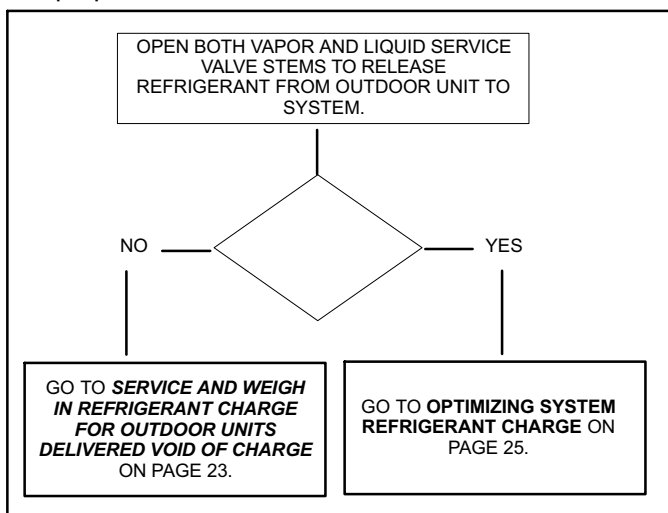 OPEN BOTH VAPOR AND LIQUID SERVICE
VALVE STEMS TO RELEASE
REFRIGERANT FROM OUTDOOR UNIT TO
SYSTEM.
NO
YES
GO TO SERVICE AND WEIGH
IN REFRIGERANT CHARGE
FOR OUTDOOR UNITS
DELIVERED VOID OF CHARGE
ON PAGE 23.
GO TO OPTIMIZING SYSTEM
REFRIGERANT CHARGE ON
PAGE 25.